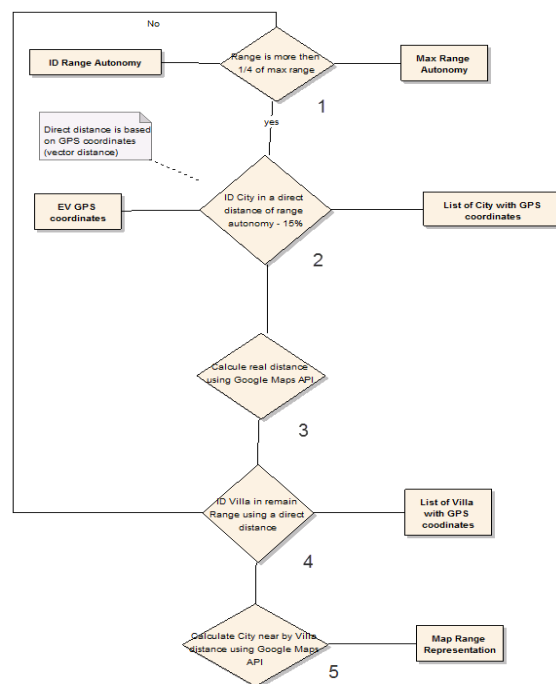 No
ID Range Autonomy
Range is more then
1/4 of max range
Max Range
Autonomy
1
yes
Direct distance is based
on GPS coordinates
(vector distance)
EV GPS
coordinates
ID City in a direct
distance of range
autonomy - 15%
List of City with GPS
coordinates
2
Calcule real distance
using Google Maps API
3
ID Villa in remain
Range using a direct
distance
List of Villa
with GPS
coodinates
4
Calculate City near by Villa
distance using Google Maps
API
Map Range
Representation
5